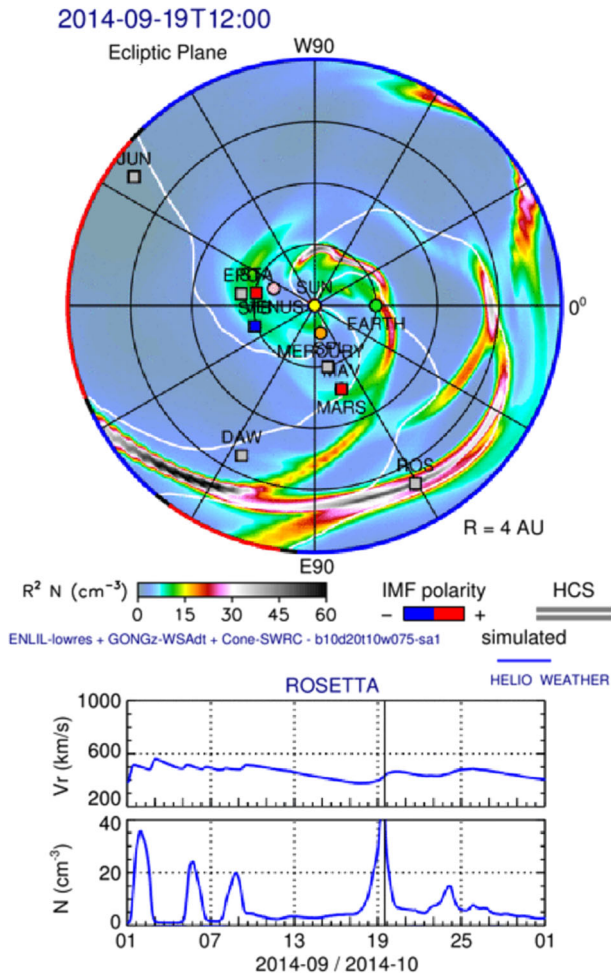 2014-09-19T12:00
Ecliptic Plane
W90
JUN
SUN
VENUS
EARTH
0⁰
MERCURY
MAV
MARS
DAW
ROS
R = 4 AU
E90
R² N (cm⁻³)
0 15 30 45 60
IMF polarity
− +
HCS
ENLIL-lowres + GONGz-WSAdt + Cone-SWRC - b10d20t10w075-sa1
simulated
HELIO WEATHER
ROSETTA
Vr (km/s)
1000
600
200
N (cm⁻³)
40
20
0
01 07 13 19 25 01
2014-09 / 2014-10